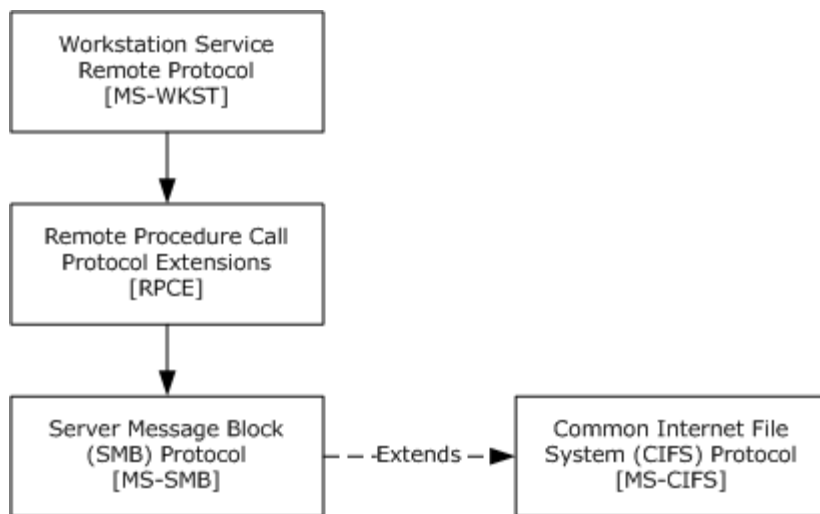 Workstation Service
Remote Protocol
[MS-WKST]
Remote Procedure Call
Protocol Extensions
[RPCE]
Server Message Block
(SMB) Protocol
[MS-SMB]
Extends
Common Internet File
System (CIFS) Protocol
[MS-CIFS]